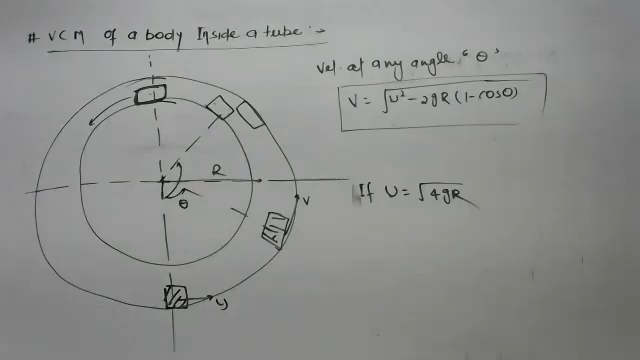 # VCM of a body Inside a tube :-
Vel. at any angle 'θ'
V = √U² - 2gR (1 - cosθ)
R
θ
V
If U = √4gR
U